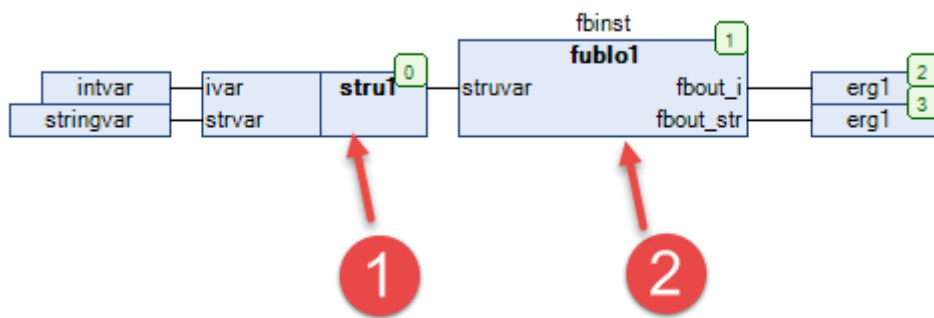 fbinst
fublo1
1
0
2
3
intvar
ivar
stru1
struvar
fbout_i
erg1
stringvar
strvar
fbout_str
erg1
1
2